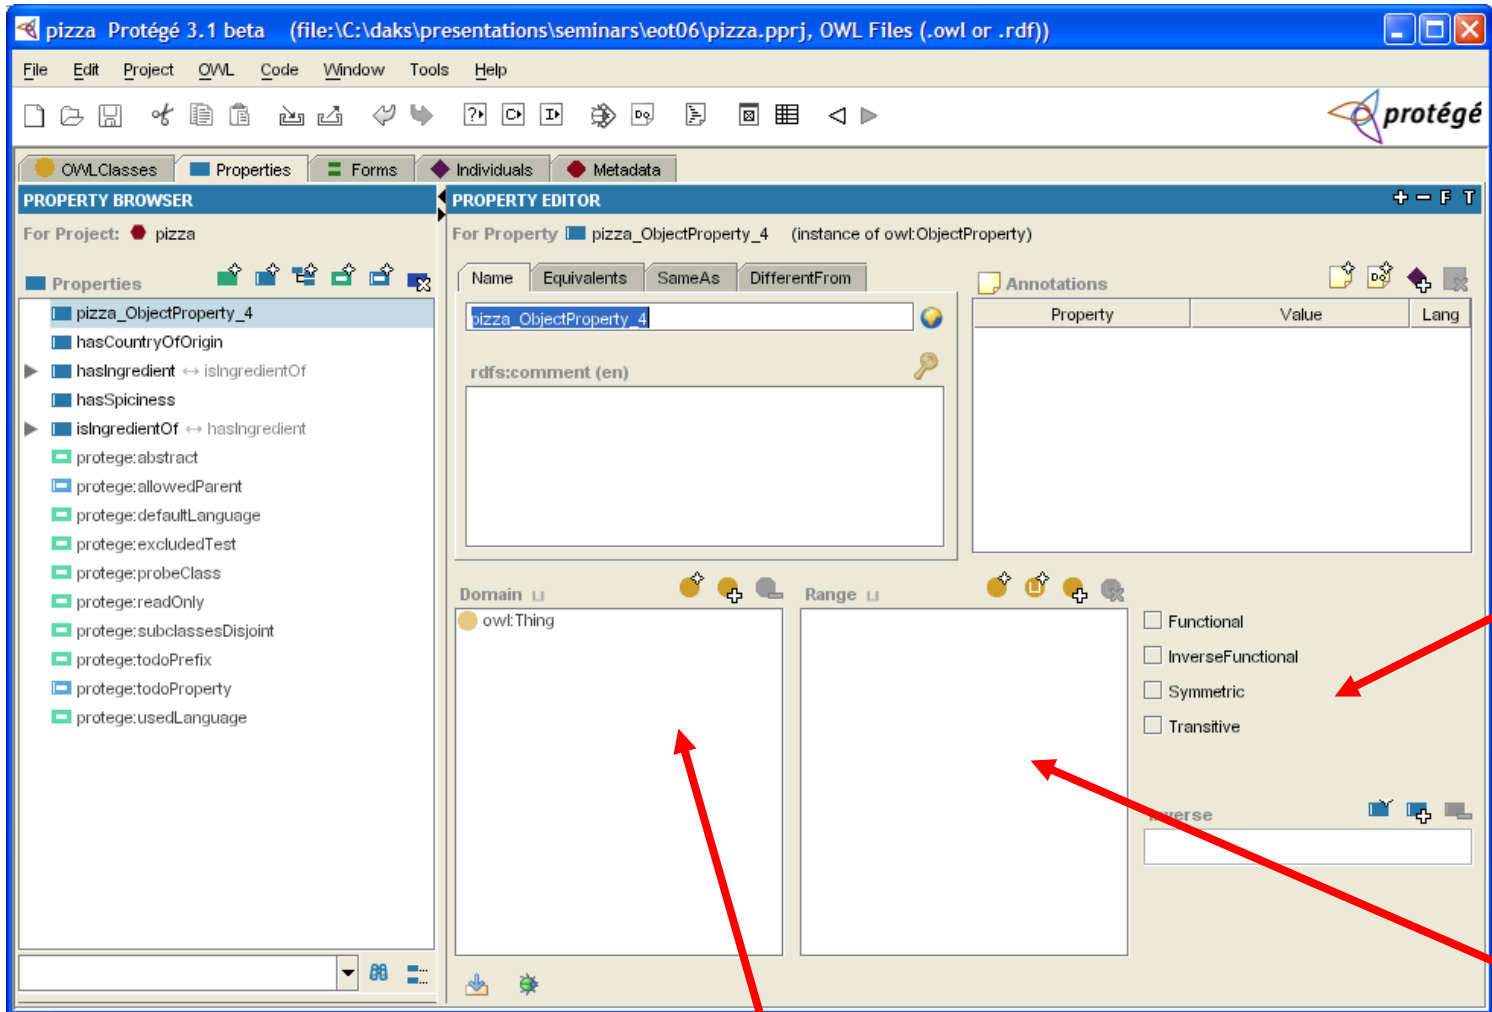 pizza Protégé 3.1 beta (file:\C:\daks\presentations\seminars\eot06\pizza.pprj, OWL Files (.owl or .rdf))
File Edit Project OWL Code Window Tools Help
protégé
OWLClasses Properties Forms Individuals Metadata
PROPERTY BROWSER
For Project: pizza
Properties
pizza_ObjectProperty_4
hasCountryOfOrigin
hasIngredient ↔ isIngredientOf
hasSpiciness
isIngredientOf ↔ hasIngredient
protege:abstract
protege:allowedParent
protege:defaultLanguage
protege:excludedTest
protege:probeClass
protege:readOnly
protege:subclassesDisjoint
protege:todoPrefix
protege:todoProperty
protege:usedLanguage
PROPERTY EDITOR
F T
For Property pizza_ObjectProperty_4 (instance of owl:ObjectProperty)
Name Equivalents SameAs DifferentFrom
pizza_ObjectProperty_4
rdfs:comment (en)
Annotations
Property Value Lang
Domain
owl:Thing
Range
Functional
InverseFunctional
Symmetric
Transitive
Inverse